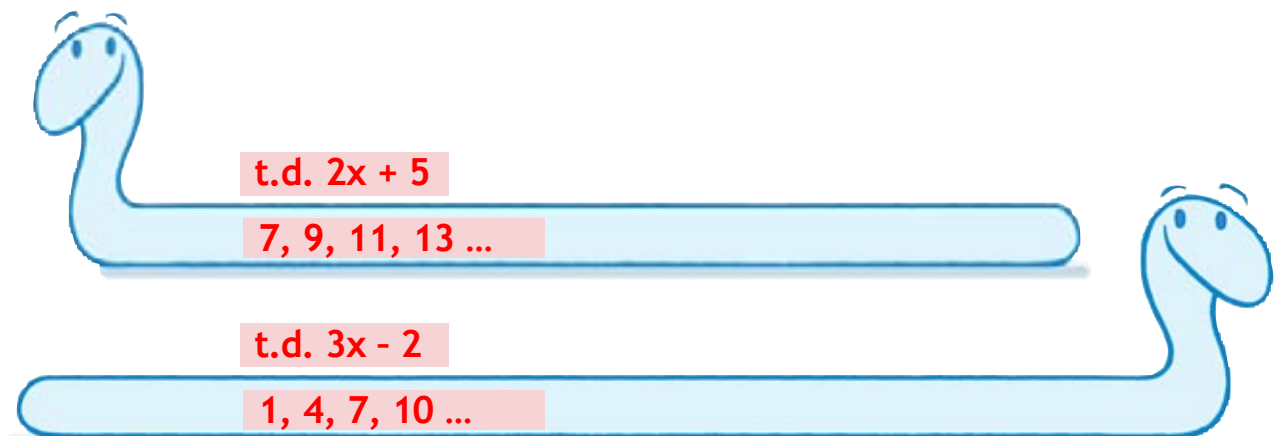 t.d. 2x + 5
7, 9, 11, 13 …
t.d. 3x – 2
1, 4, 7, 10 …